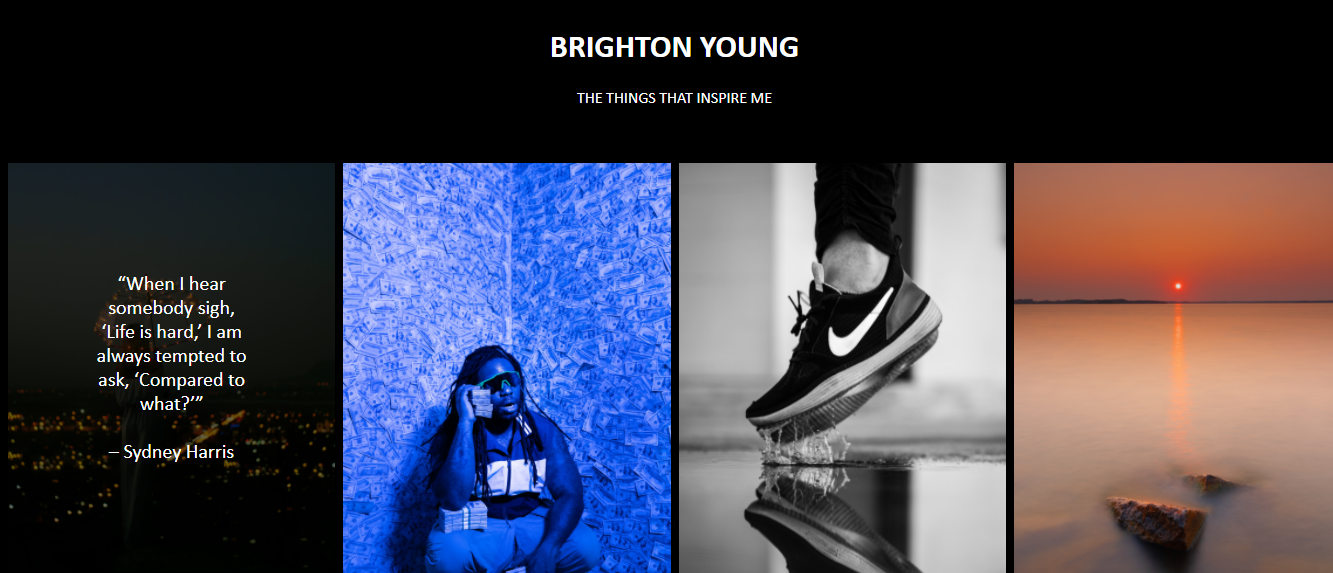 BRIGHTON YOUNG
THE THINGS THAT INSPIRE ME
“When I hear
somebody sigh,
‘Life is hard,’ I am
always tempted to
ask, ‘Compared to
what?’”
– Sydney Harris